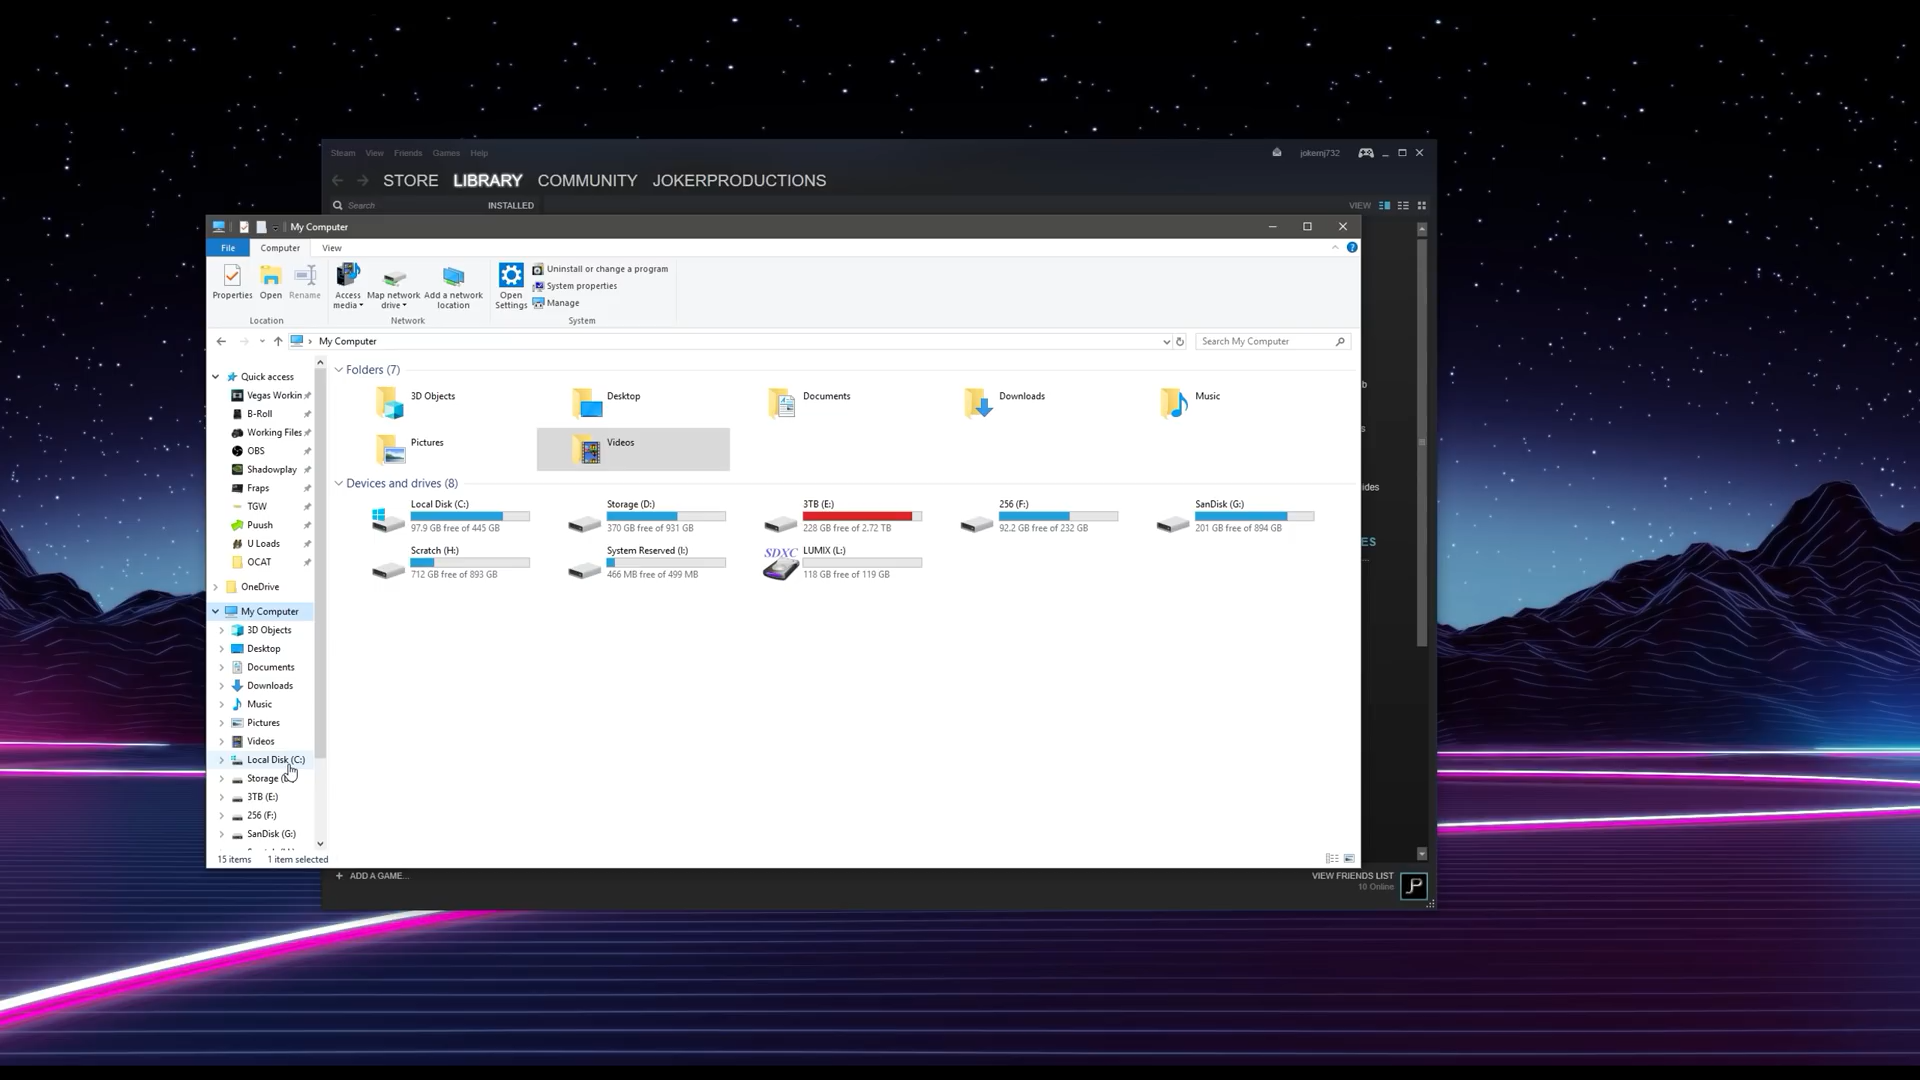 Steam View Friends Games Help
jokernj732
STORE LIBRARY COMMUNITY JOKERPRODUCTIONS
Search
INSTALLED
VIEW
My Computer
File Computer View
Properties Open Rename
Location
Access media Map network drive Add a network location
Network
Open Settings
Uninstall or change a program
System properties
Manage
System
My Computer
Search My Computer
Quick access
Vegas Workin
B-Roll
Working Files
OBS
Shadowplay
Fraps
TGW
Puush
U Loads
OCAT
OneDrive
My Computer
3D Objects
Desktop
Documents
Downloads
Music
Pictures
Videos
Local Disk (C:)
Storage
3TB (E:)
256 (F:)
SanDisk (G:)
Folders (7)
3D Objects
Desktop
Documents
Downloads
Music
Pictures
Videos
Devices and drives (8)
Local Disk (C:)
97.9 GB free of 445 GB
Storage (D:)
370 GB free of 931 GB
3TB (E:)
228 GB free of 2.72 TB
256 (F:)
92.2 GB free of 232 GB
SanDisk (G:)
201 GB free of 894 GB
Scratch (H:)
712 GB free of 893 GB
System Reserved (I:)
466 MB free of 499 MB
SDXC
LUMIX (L:)
118 GB free of 119 GB
15 items 1 item selected
ADD A GAME...
VIEW FRIENDS LIST
10 Online
JP